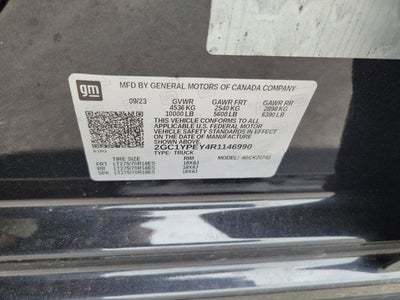 gm
MFD BY GENERAL MOTORS OF CANADA COMPANY
09/23 GVWR GAWR FRT GAWR RR
4536 KG 2540 KG 2898 KG
10000 LB 5600 LB 6390 LB
THIS VEHICLE CONFORMS TO ALL
APPLICABLE U.S. FEDERAL MOTOR
VEHICLE SAFETY STANDARDS IN
EFFECT ON THE DATE OF
MANUFACTURE SHOWN ABOVE.
2GC1YPEY4R1146990
TYPE: TRUCK MODEL: 4SCK20743
TIRE SIZE RIM
FRT LT275/70R18ES 18X8J
RR LT275/70R18ES 18X8J
SPA LT275/70R18ES 18X8J